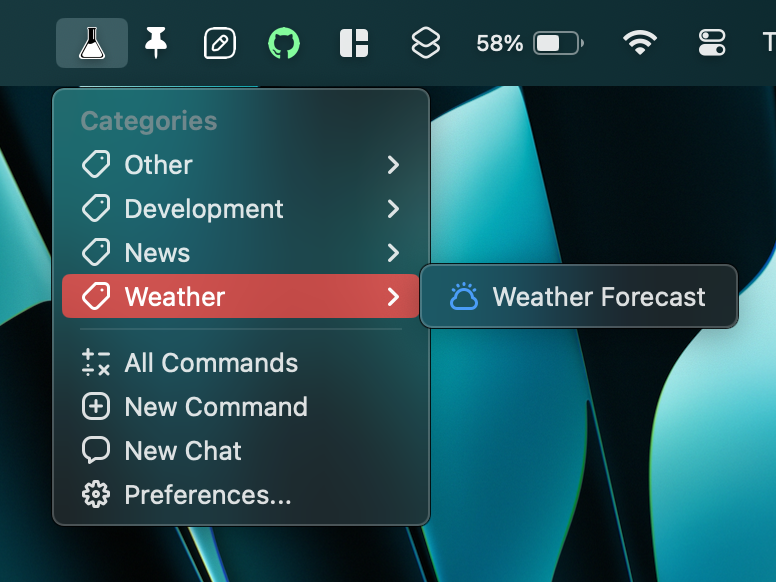 58%
T
Categories
Other
Development
News
Weather
Weather Forecast
All Commands
New Command
New Chat
Preferences...